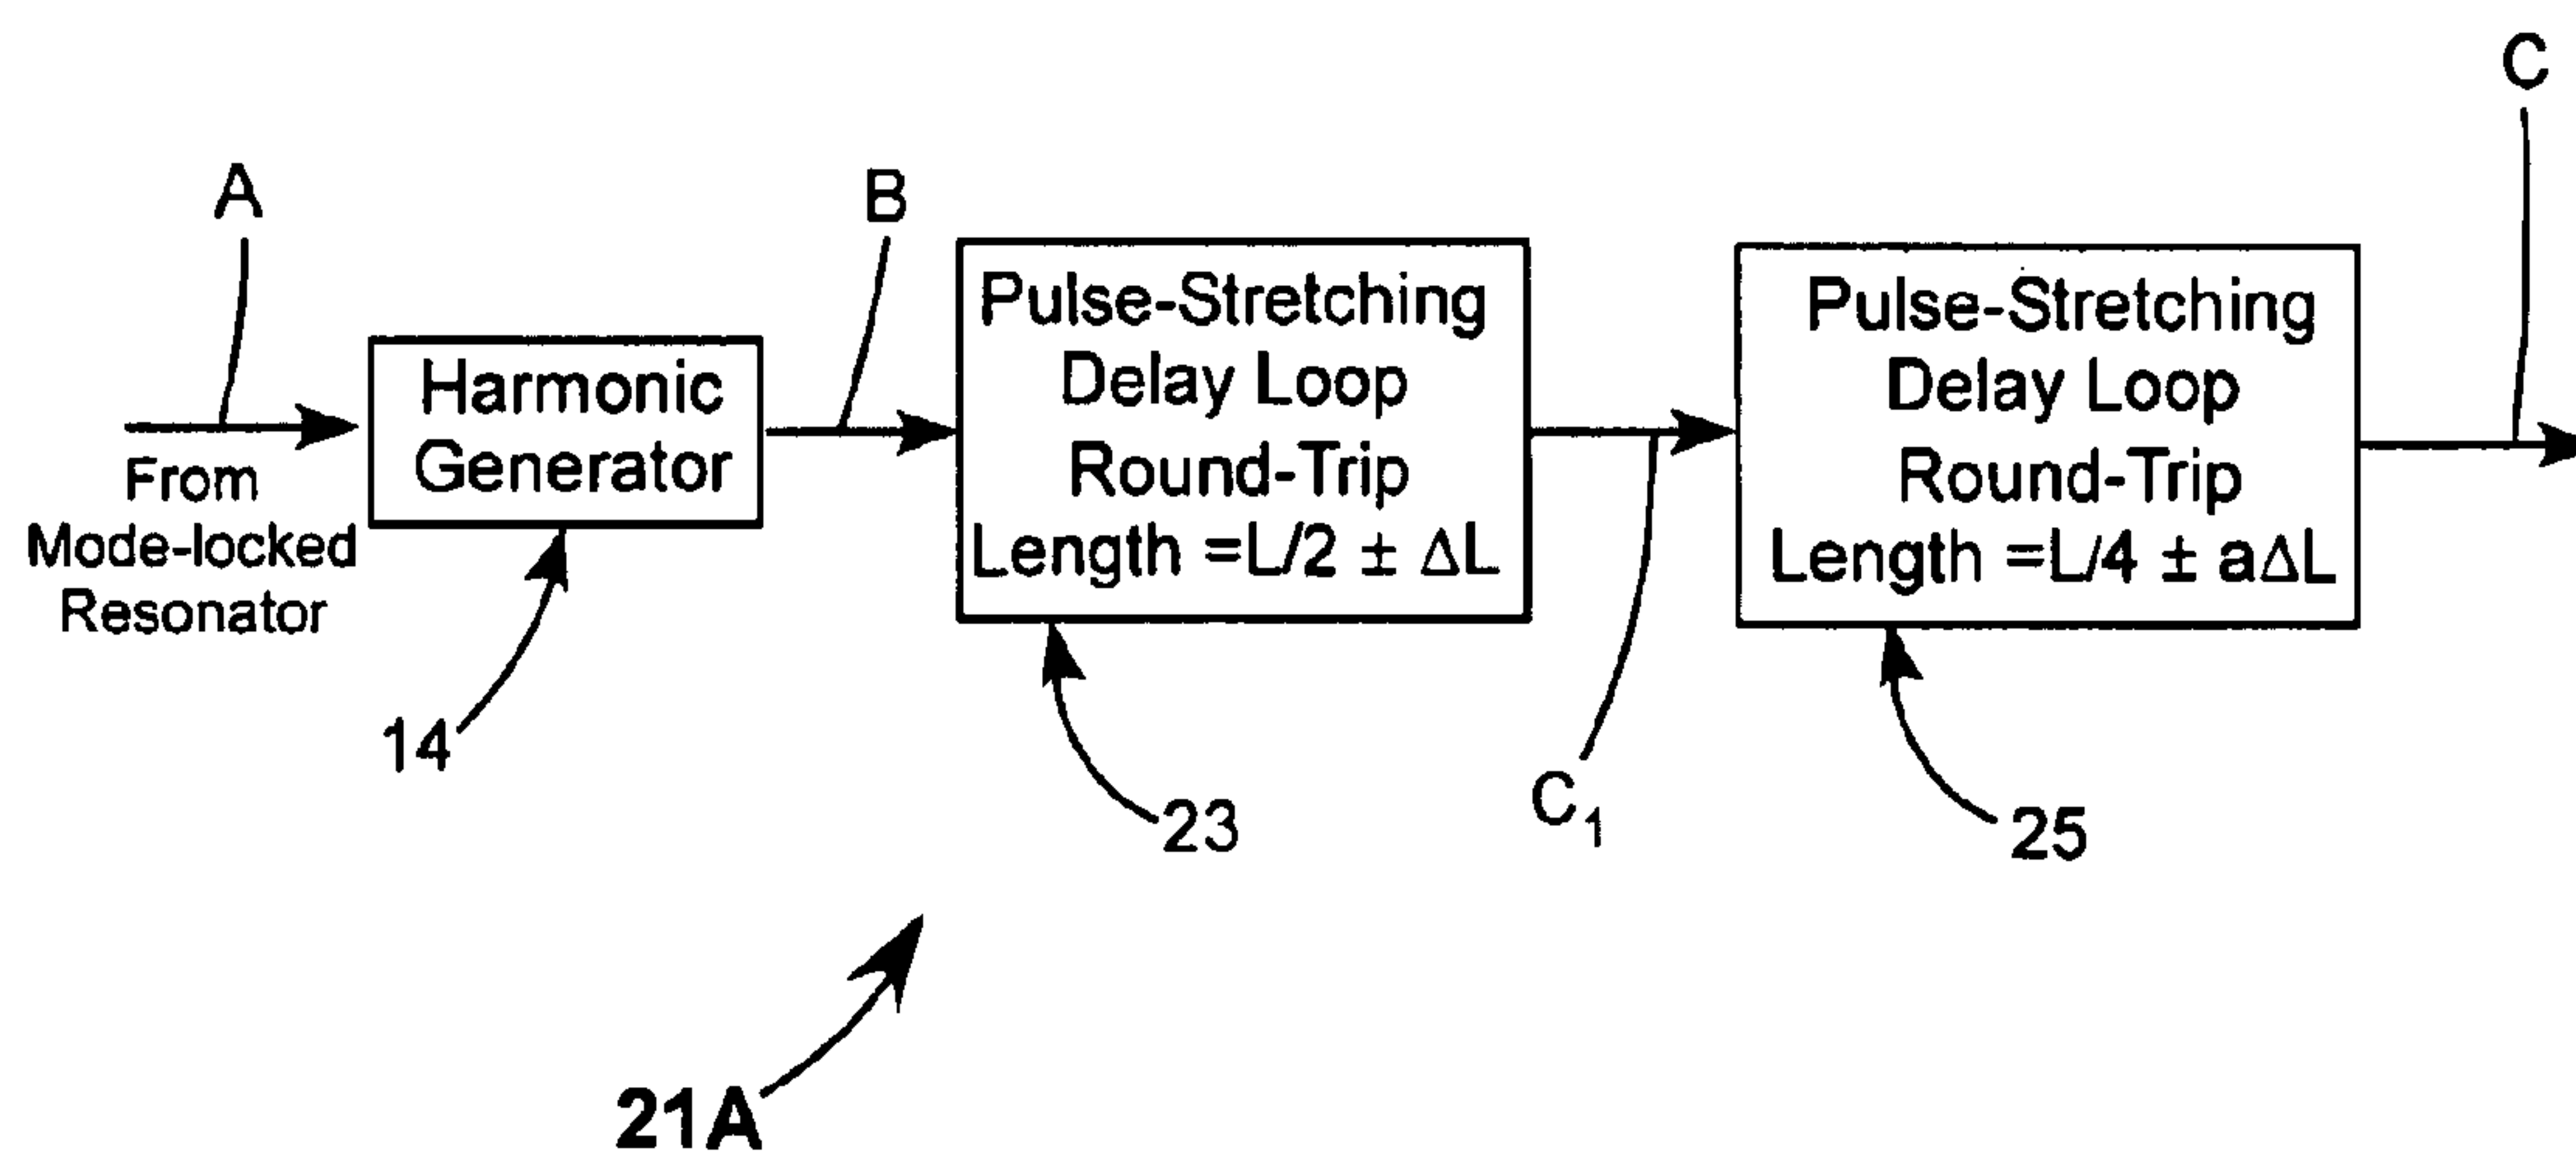 C
A
B
From
Mode-locked
Resonator
Harmonic
Generator
Pulse-Stretching
Delay Loop
Round-Trip
Length =L/2 ± ΔL
Pulse-Stretching
Delay Loop
Round-Trip
Length =L/4 ± aΔL
14
23
C₁
25
21A